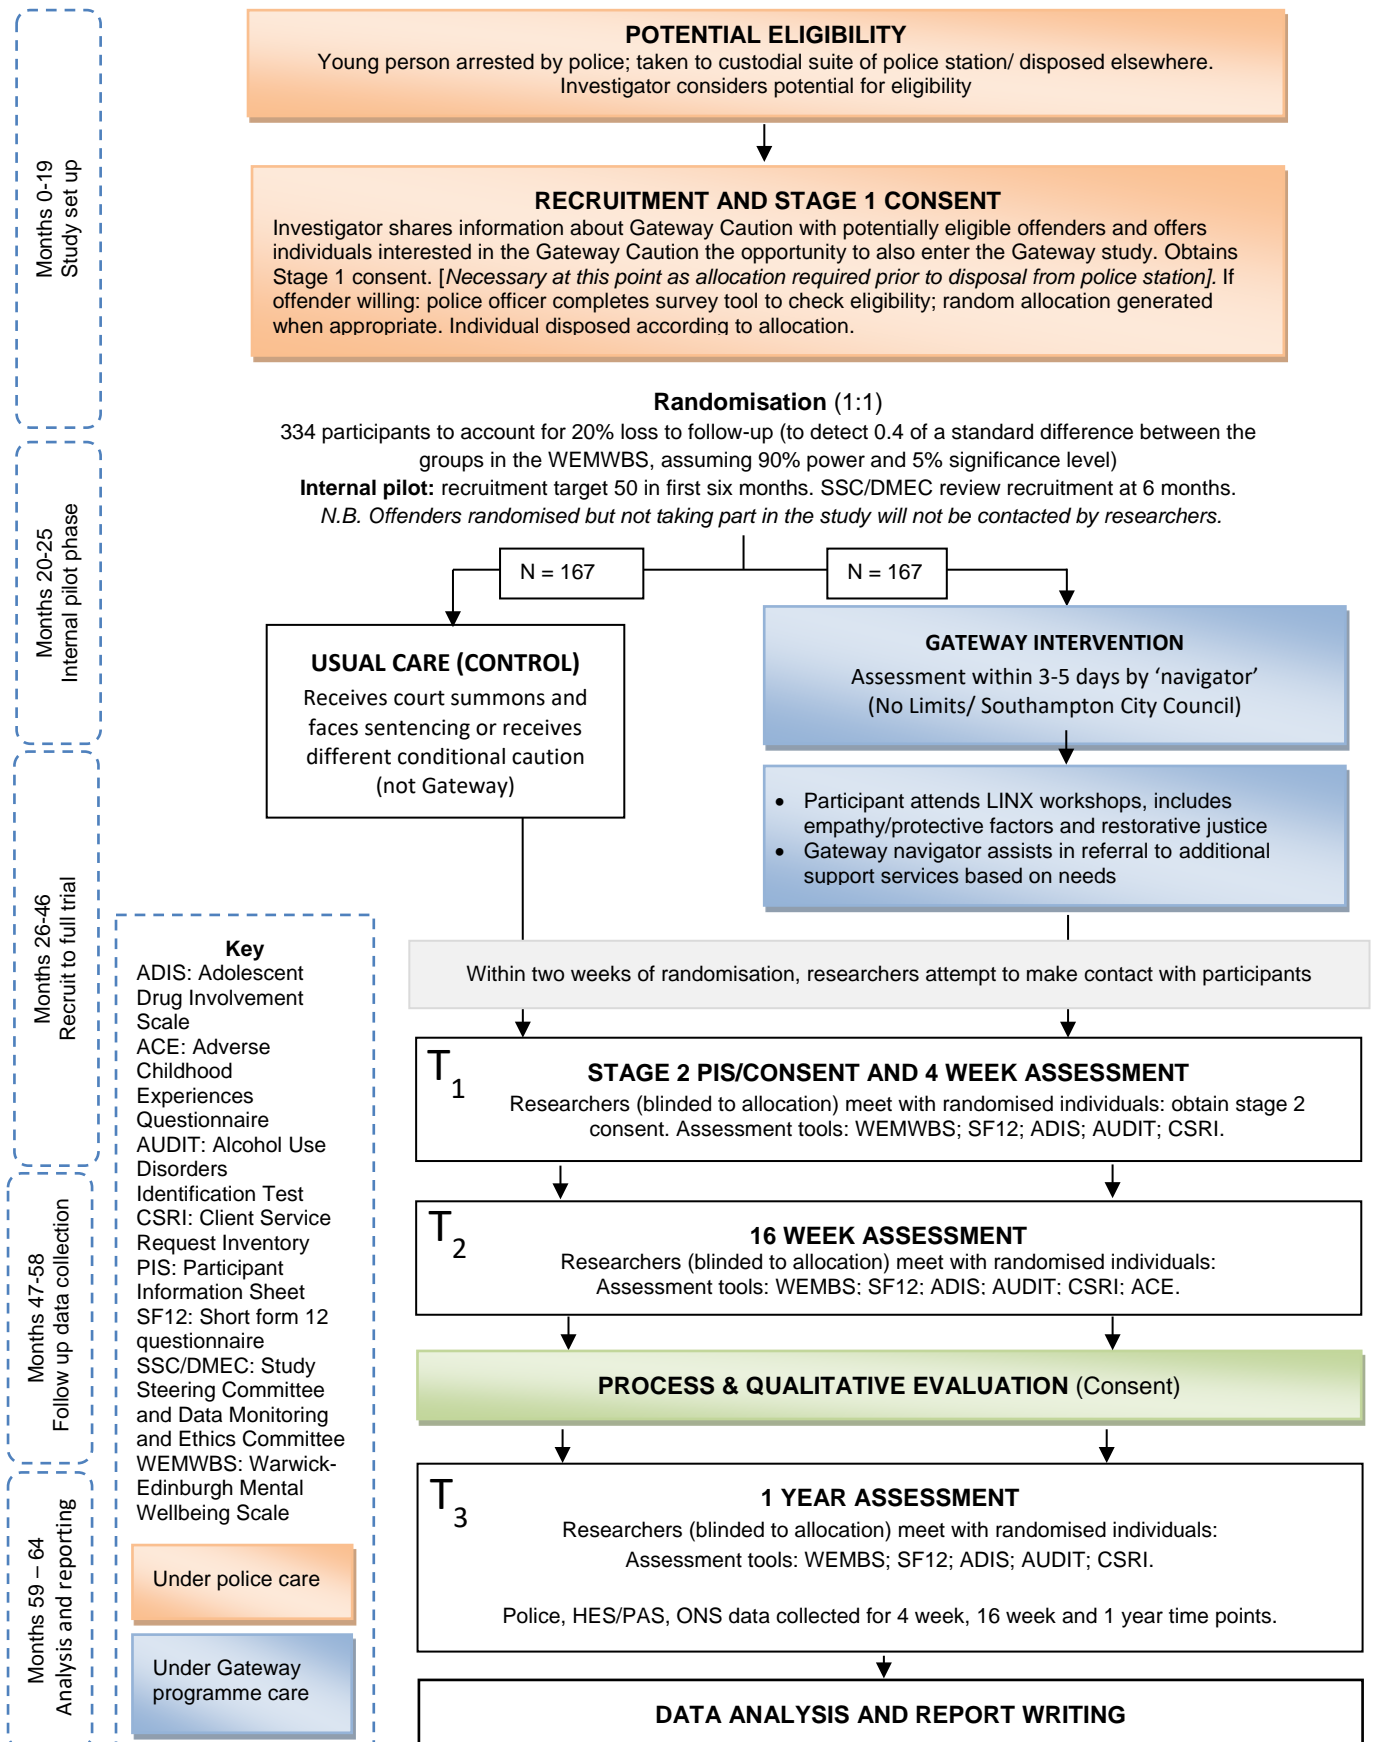 POTENTIAL ELIGIBILITY
Young person arrested by police; taken to custodial suite of police station/ disposed elsewhere.
Investigator considers potential for eligibility
RECRUITMENT AND STAGE 1 CONSENT
Investigator shares information about Gateway Caution with potentially eligible offenders and offers
individuals interested in the Gateway Caution the opportunity to also enter the Gateway study. Obtains
Stage 1 consent. [Necessary at this point as allocation required prior to disposal from police station]. If
offender willing: police officer completes survey tool to check eligibility; random allocation generated
when appropriate. Individual disposed according to allocation.
Months 0-19
Study set up
Randomisation (1:1)
334 participants to account for 20% loss to follow-up (to detect 0.4 of a standard difference between the
groups in the WEMWBS, assuming 90% power and 5% significance level)
Internal pilot: recruitment target 50 in first six months. SSC/DMEC review recruitment at 6 months.
N.B. Offenders randomised but not taking part in the study will not be contacted by researchers.
Months 20-25
Internal pilot phase
N = 167
N = 167
USUAL CARE (CONTROL)
Receives court summons and
faces sentencing or receives
different conditional caution
(not Gateway)
GATEWAY INTERVENTION
Assessment within 3-5 days by ‘navigator’
(No Limits/ Southampton City Council)
• Participant attends LINX workshops, includes
empathy/protective factors and restorative justice
• Gateway navigator assists in referral to additional
support services based on needs
Months 26-46
Recruit to full trial
Within two weeks of randomisation, researchers attempt to make contact with participants
T1
STAGE 2 PIS/CONSENT AND 4 WEEK ASSESSMENT
Researchers (blinded to allocation) meet with randomised individuals: obtain stage 2
consent. Assessment tools: WEMWBS; SF12; ADIS; AUDIT; CSRI.
T2
16 WEEK ASSESSMENT
Researchers (blinded to allocation) meet with randomised individuals:
Assessment tools: WEMBS; SF12; ADIS; AUDIT; CSRI; ACE.
Months 47-58
Follow up data collection
PROCESS & QUALITATIVE EVALUATION (Consent)
T3
1 YEAR ASSESSMENT
Researchers (blinded to allocation) meet with randomised individuals:
Assessment tools: WEMBS; SF12; ADIS; AUDIT; CSRI.
Police, HES/PAS, ONS data collected for 4 week, 16 week and 1 year time points.
Months 59 – 64
Analysis and reporting
DATA ANALYSIS AND REPORT WRITING
Key
ADIS: Adolescent
Drug Involvement
Scale
ACE: Adverse
Childhood
Experiences
Questionnaire
AUDIT: Alcohol Use
Disorders
Identification Test
CSRI: Client Service
Request Inventory
PIS: Participant
Information Sheet
SF12: Short form 12
questionnaire
SSC/DMEC: Study
Steering Committee
and Data Monitoring
and Ethics Committee
WEMWBS: Warwick-
Edinburgh Mental
Wellbeing Scale
Under police care
Under Gateway
programme care